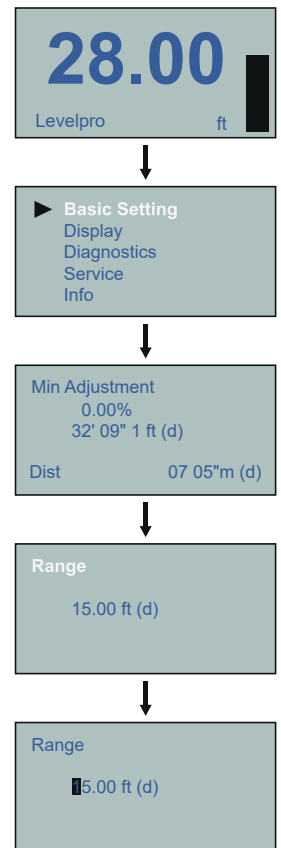 28.00
Levelpro ft
Basic Setting
Display
Diagnostics
Service
Info
Min Adjustment
0.00%
32' 09" 1 ft (d)
Dist 07 05"m (d)
Range
15.00 ft (d)
Range
15.00 ft (d)